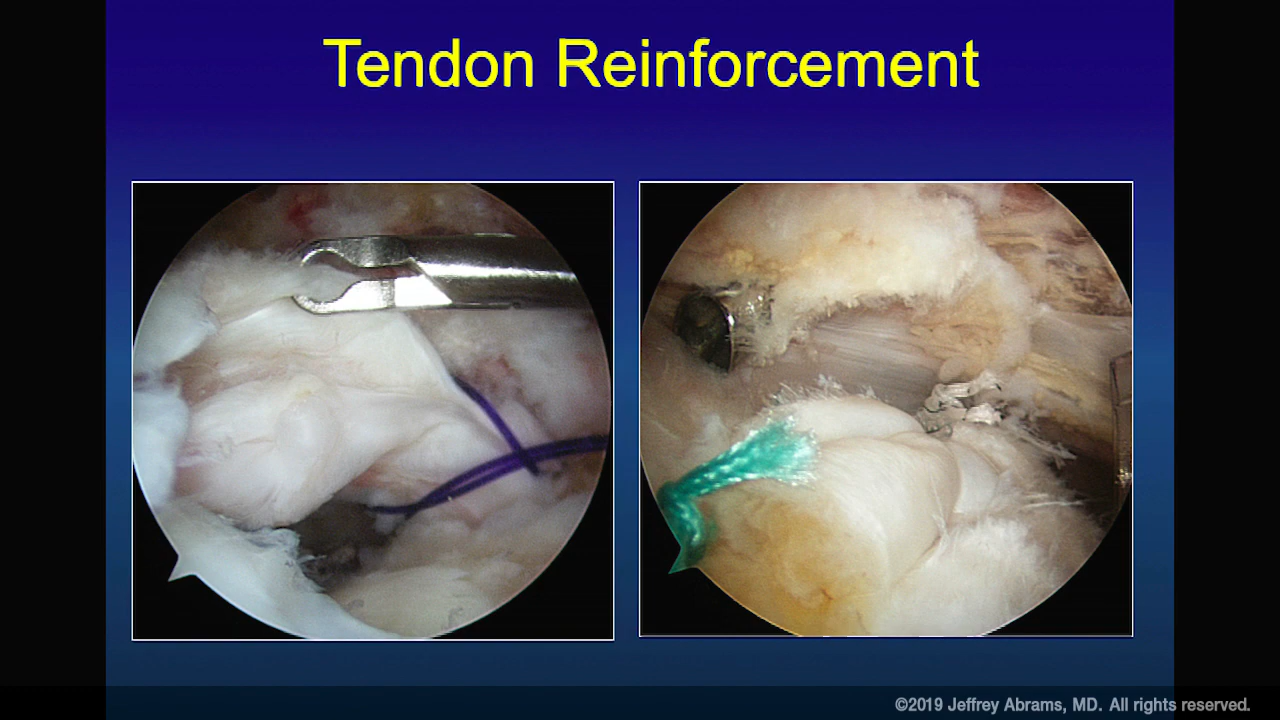 Tendon Reinforcement
©2019 Jeffrey Abrams, MD. All rights reserved.